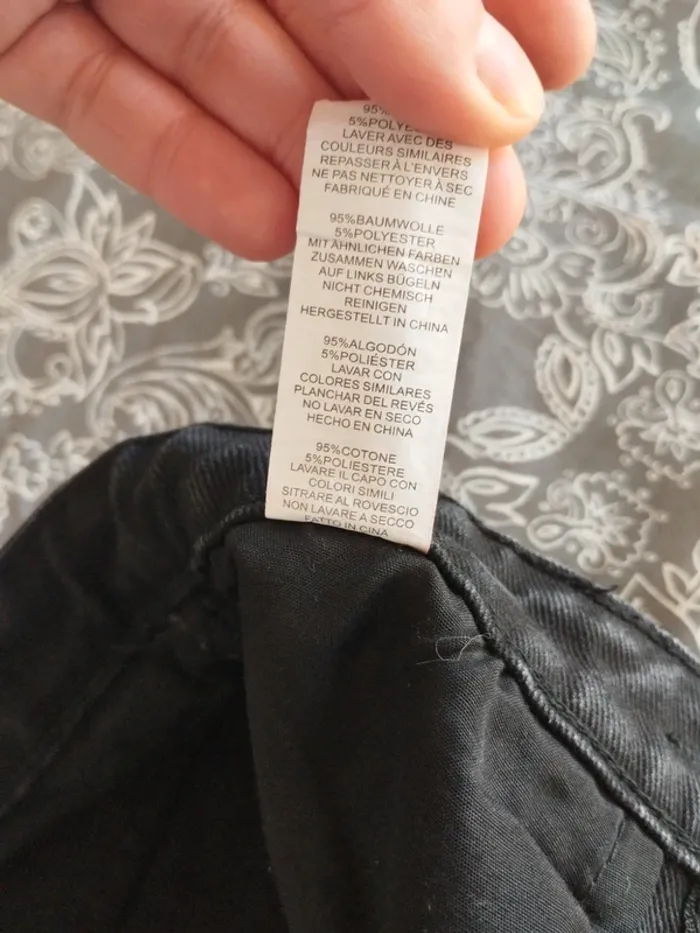 95%
5%POLYE
LAVER AVEC DES
COULEURS SIMILAIRES
REPASSER À L'ENVERS
NE PAS NETTOYER À SEC
FABRIQUÉ EN CHINE
95%BAUMWOLLE
5%POLYESTER
MIT ÄHNLICHEN FARBEN
ZUSAMMEN WASCHEN
AUF LINKS BÜGELN
NICHT CHEMISCH
REINIGEN
HERGESTELLT IN CHINA
95%ALGODÓN
5%POLIÉSTER
LAVAR CON
COLORES SIMILARES
PLANCHAR DEL REVÉS
NO LAVAR EN SECO
HECHO EN CHINA
95%COTONE
5%POLIESTERE
LAVARE IL CAPO CON
COLORI SIMILI
SITRARE AL ROVESCIO
NON LAVARE A SECCO
FATTO IN CINA